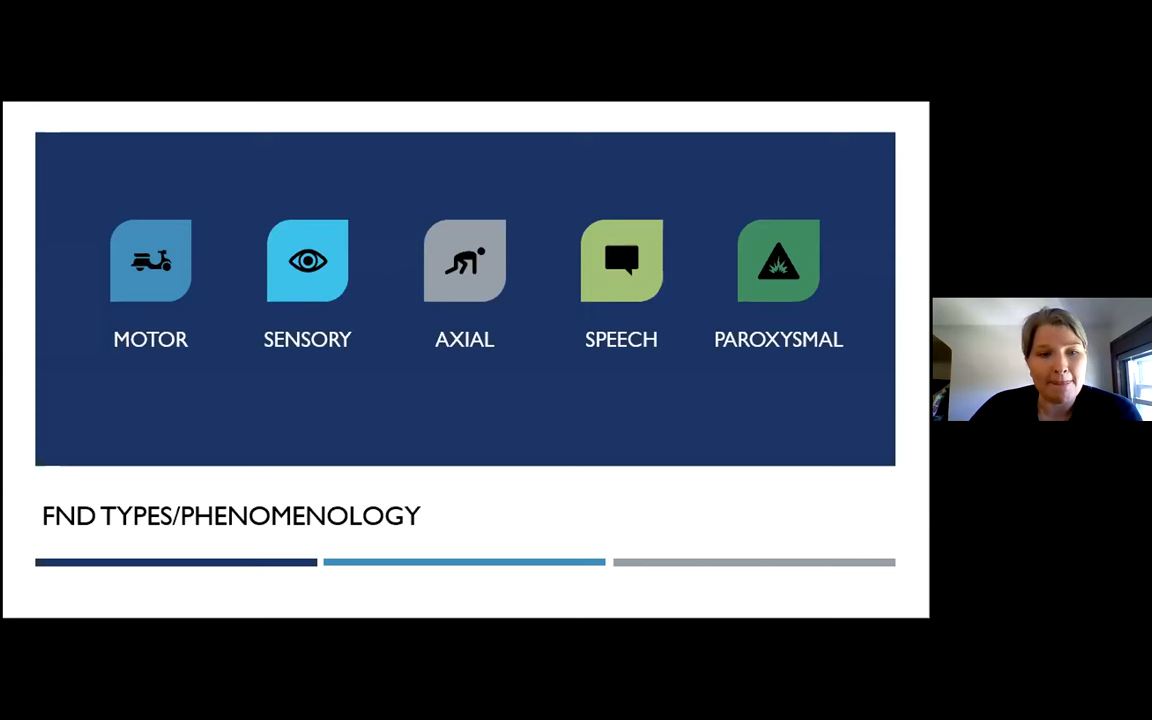 MOTOR
SENSORY
AXIAL
SPEECH
PAROXYSMAL
FND TYPES/PHENOMENOLOGY